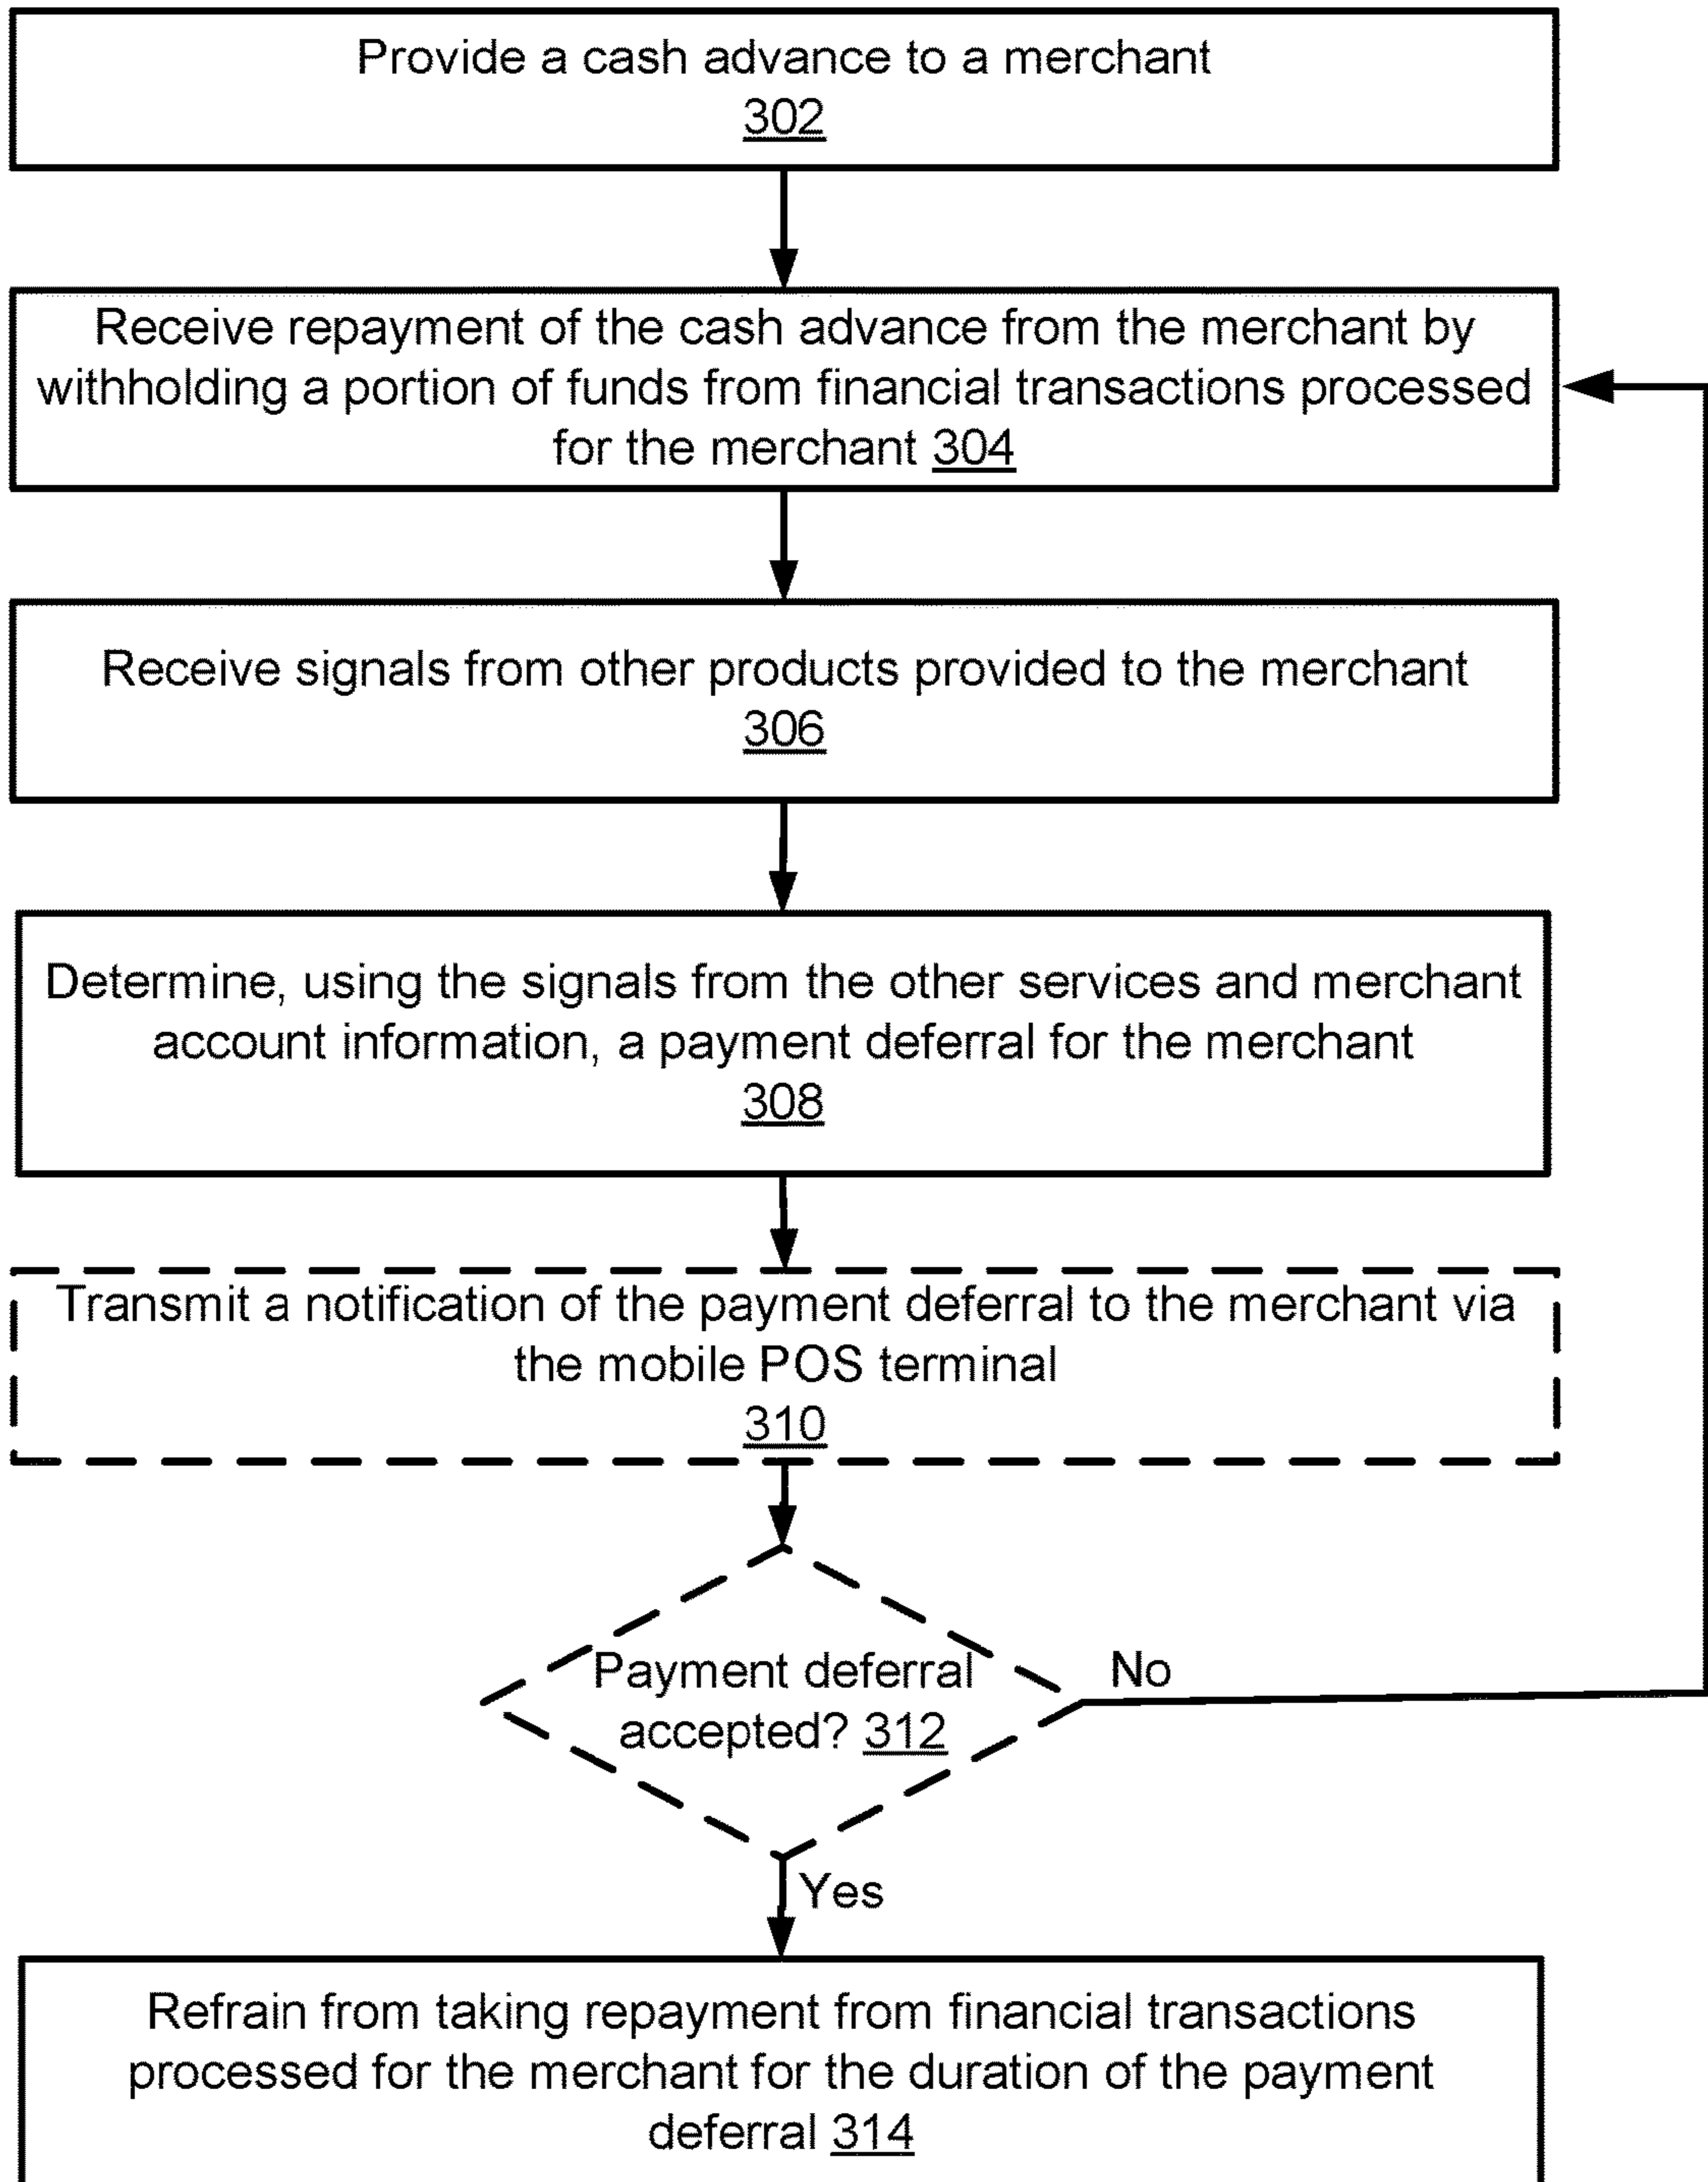 Provide a cash advance to a merchant
302
Receive repayment of the cash advance from the merchant by
withholding a portion of funds from financial transactions processed
for the merchant 304
Receive signals from other products provided to the merchant
306
Determine, using the signals from the other services and merchant
account information, a payment deferral for the merchant
308
Transmit a notification of the payment deferral to the merchant via
the mobile POS terminal
310
Payment deferral
accepted? 312
No
Yes
Refrain from taking repayment from financial transactions
processed for the merchant for the duration of the payment
deferral 314